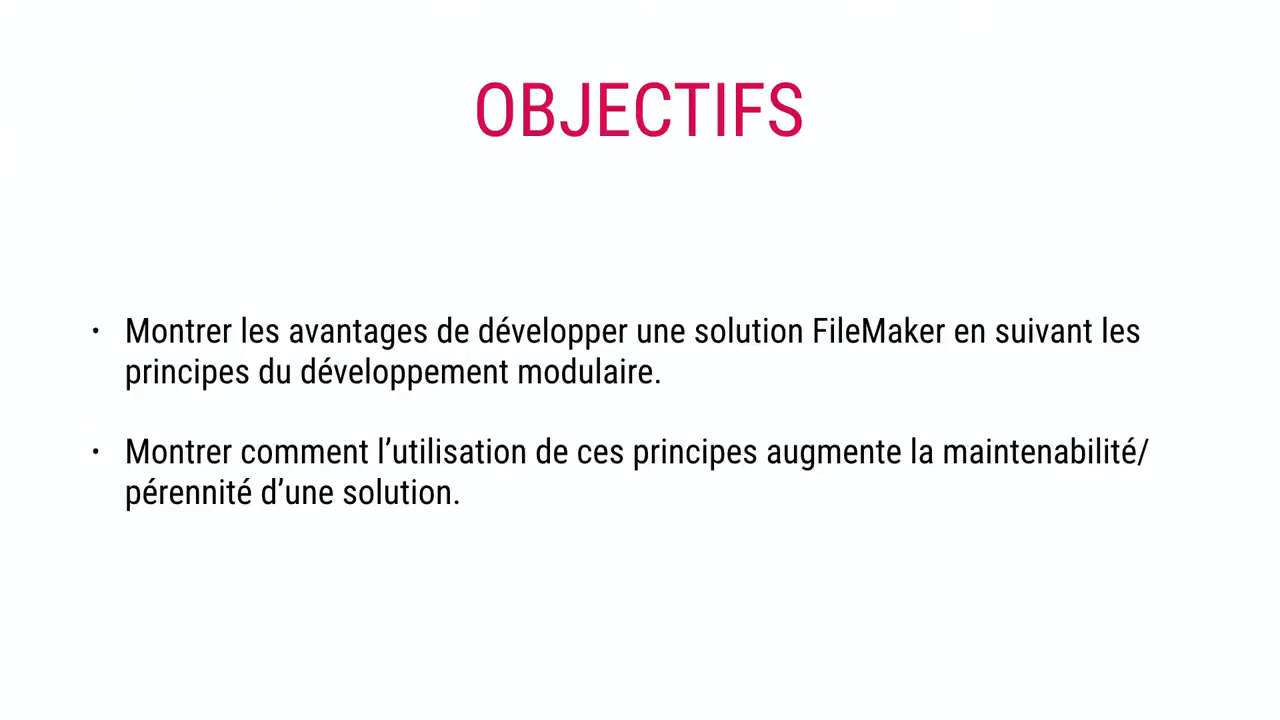 OBJECTIFS
• Montrer les avantages de développer une solution FileMaker en suivant les
principes du développement modulaire.
• Montrer comment l’utilisation de ces principes augmente la maintenabilité/
pérennité d’une solution.